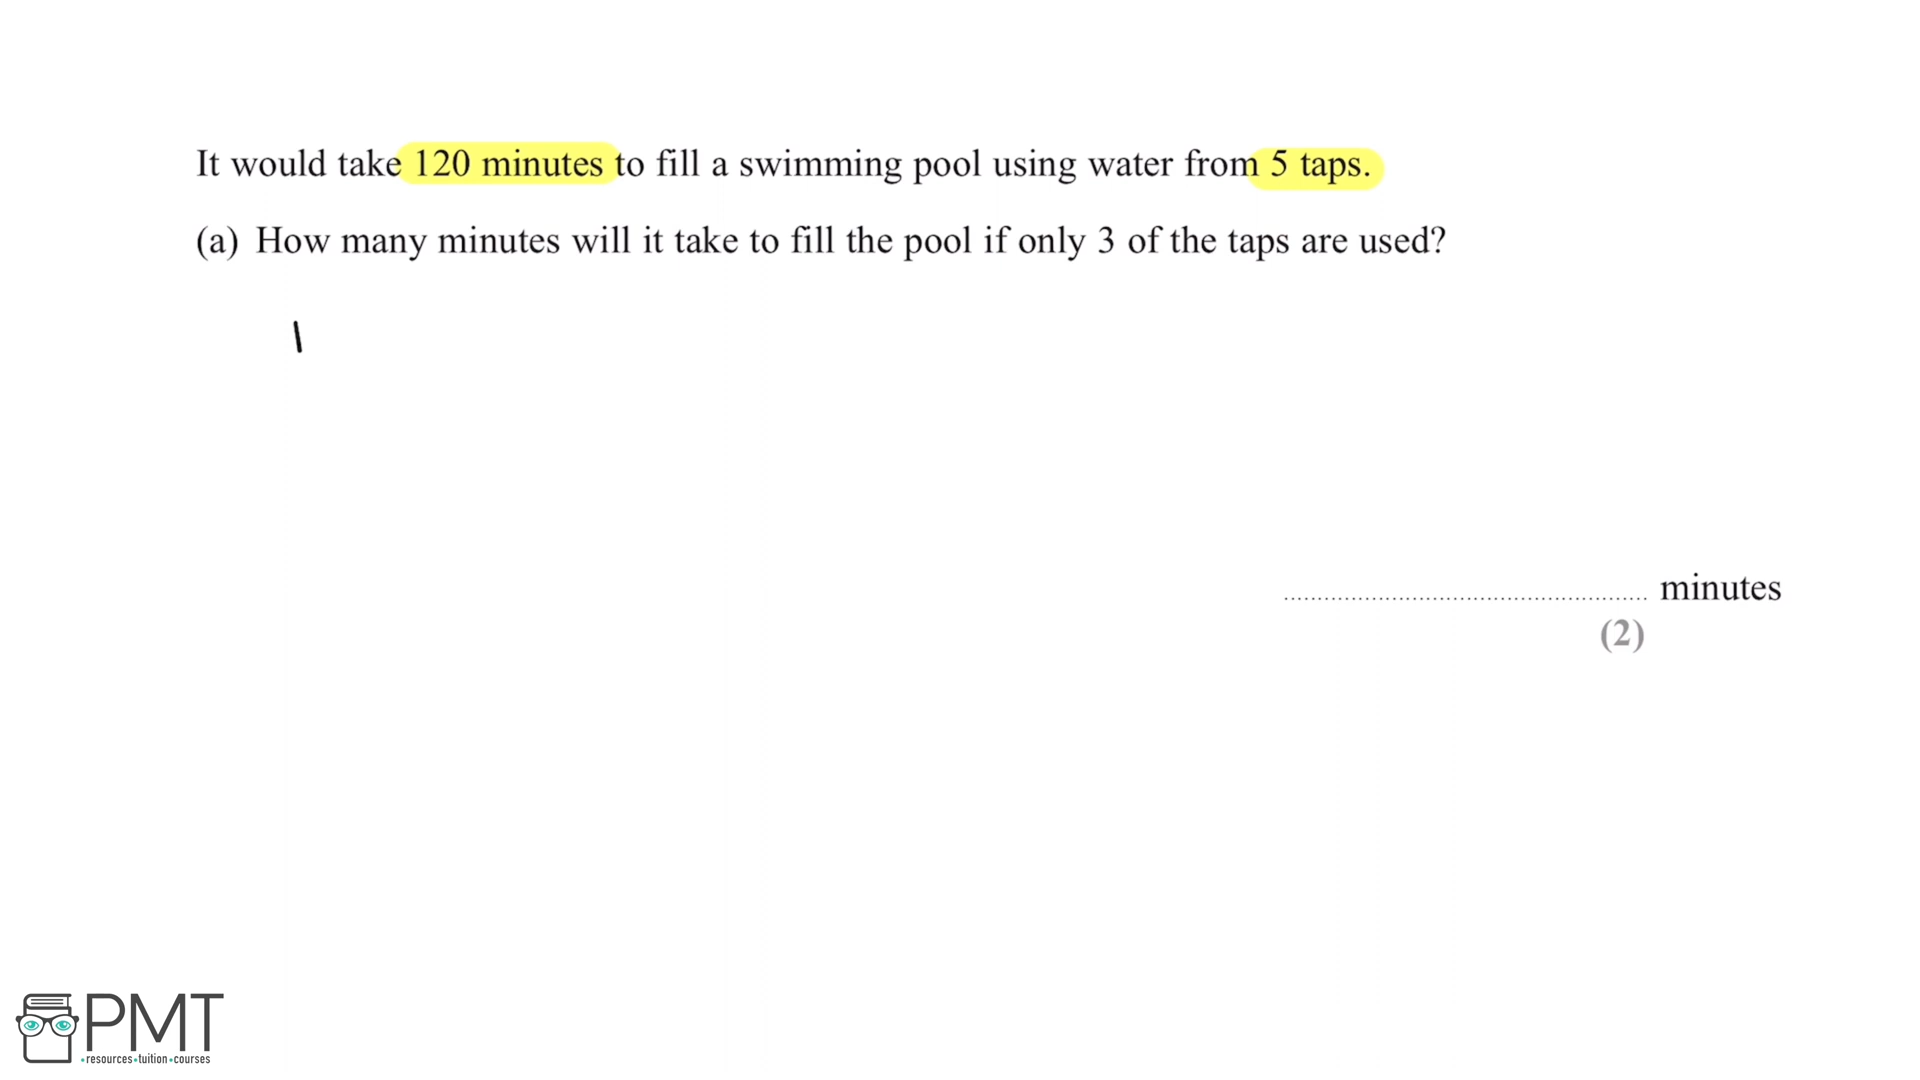 It would take 120 minutes to fill a swimming pool using water from 5 taps.
(a) How many minutes will it take to fill the pool if only 3 of the taps are used?
1
.................................................... minutes
(2)
PMT
•resources•tuition•courses